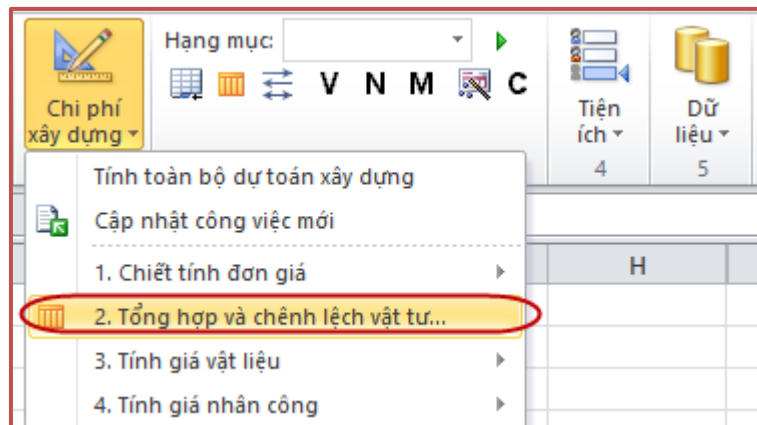 Hạng mục:
V N M C
Chi phí
xây dựng
Tiện
ích
Dữ
liệu
4
5
Tính toàn bộ dự toán xây dựng
Cập nhật công việc mới
1. Chiết tính đơn giá
H
2. Tổng hợp và chênh lệch vật tư...
3. Tính giá vật liệu
4. Tính giá nhân công